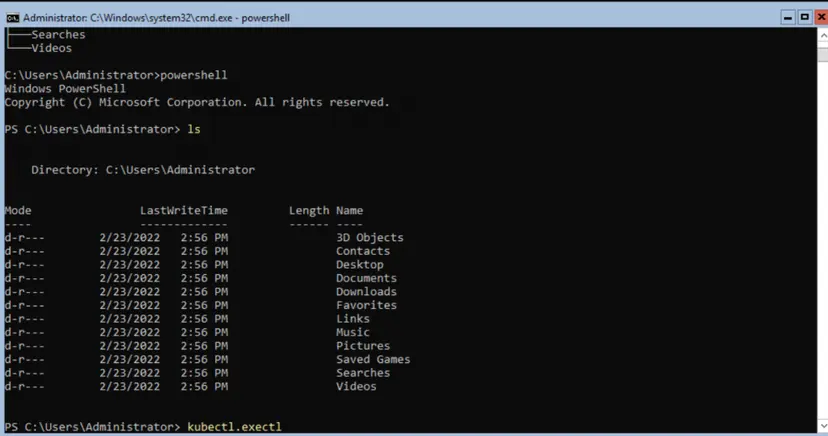 Administrator: C:\Windows\system32\cmd.exe - powershell
├───Searches
└───Videos
C:\Users\Administrator>powershell
Windows PowerShell
Copyright (C) Microsoft Corporation. All rights reserved.
PS C:\Users\Administrator> ls
Directory: C:\Users\Administrator
Mode LastWriteTime Length Name
---- ------------- ------ ----
d-r--- 2/23/2022 2:56 PM 3D Objects
d-r--- 2/23/2022 2:56 PM Contacts
d-r--- 2/23/2022 2:56 PM Desktop
d-r--- 2/23/2022 2:56 PM Documents
d-r--- 2/23/2022 2:56 PM Downloads
d-r--- 2/23/2022 2:56 PM Favorites
d-r--- 2/23/2022 2:56 PM Links
d-r--- 2/23/2022 2:56 PM Music
d-r--- 2/23/2022 2:56 PM Pictures
d-r--- 2/23/2022 2:56 PM Saved Games
d-r--- 2/23/2022 2:56 PM Searches
d-r--- 2/23/2022 2:56 PM Videos
PS C:\Users\Administrator> kubectl.exectl